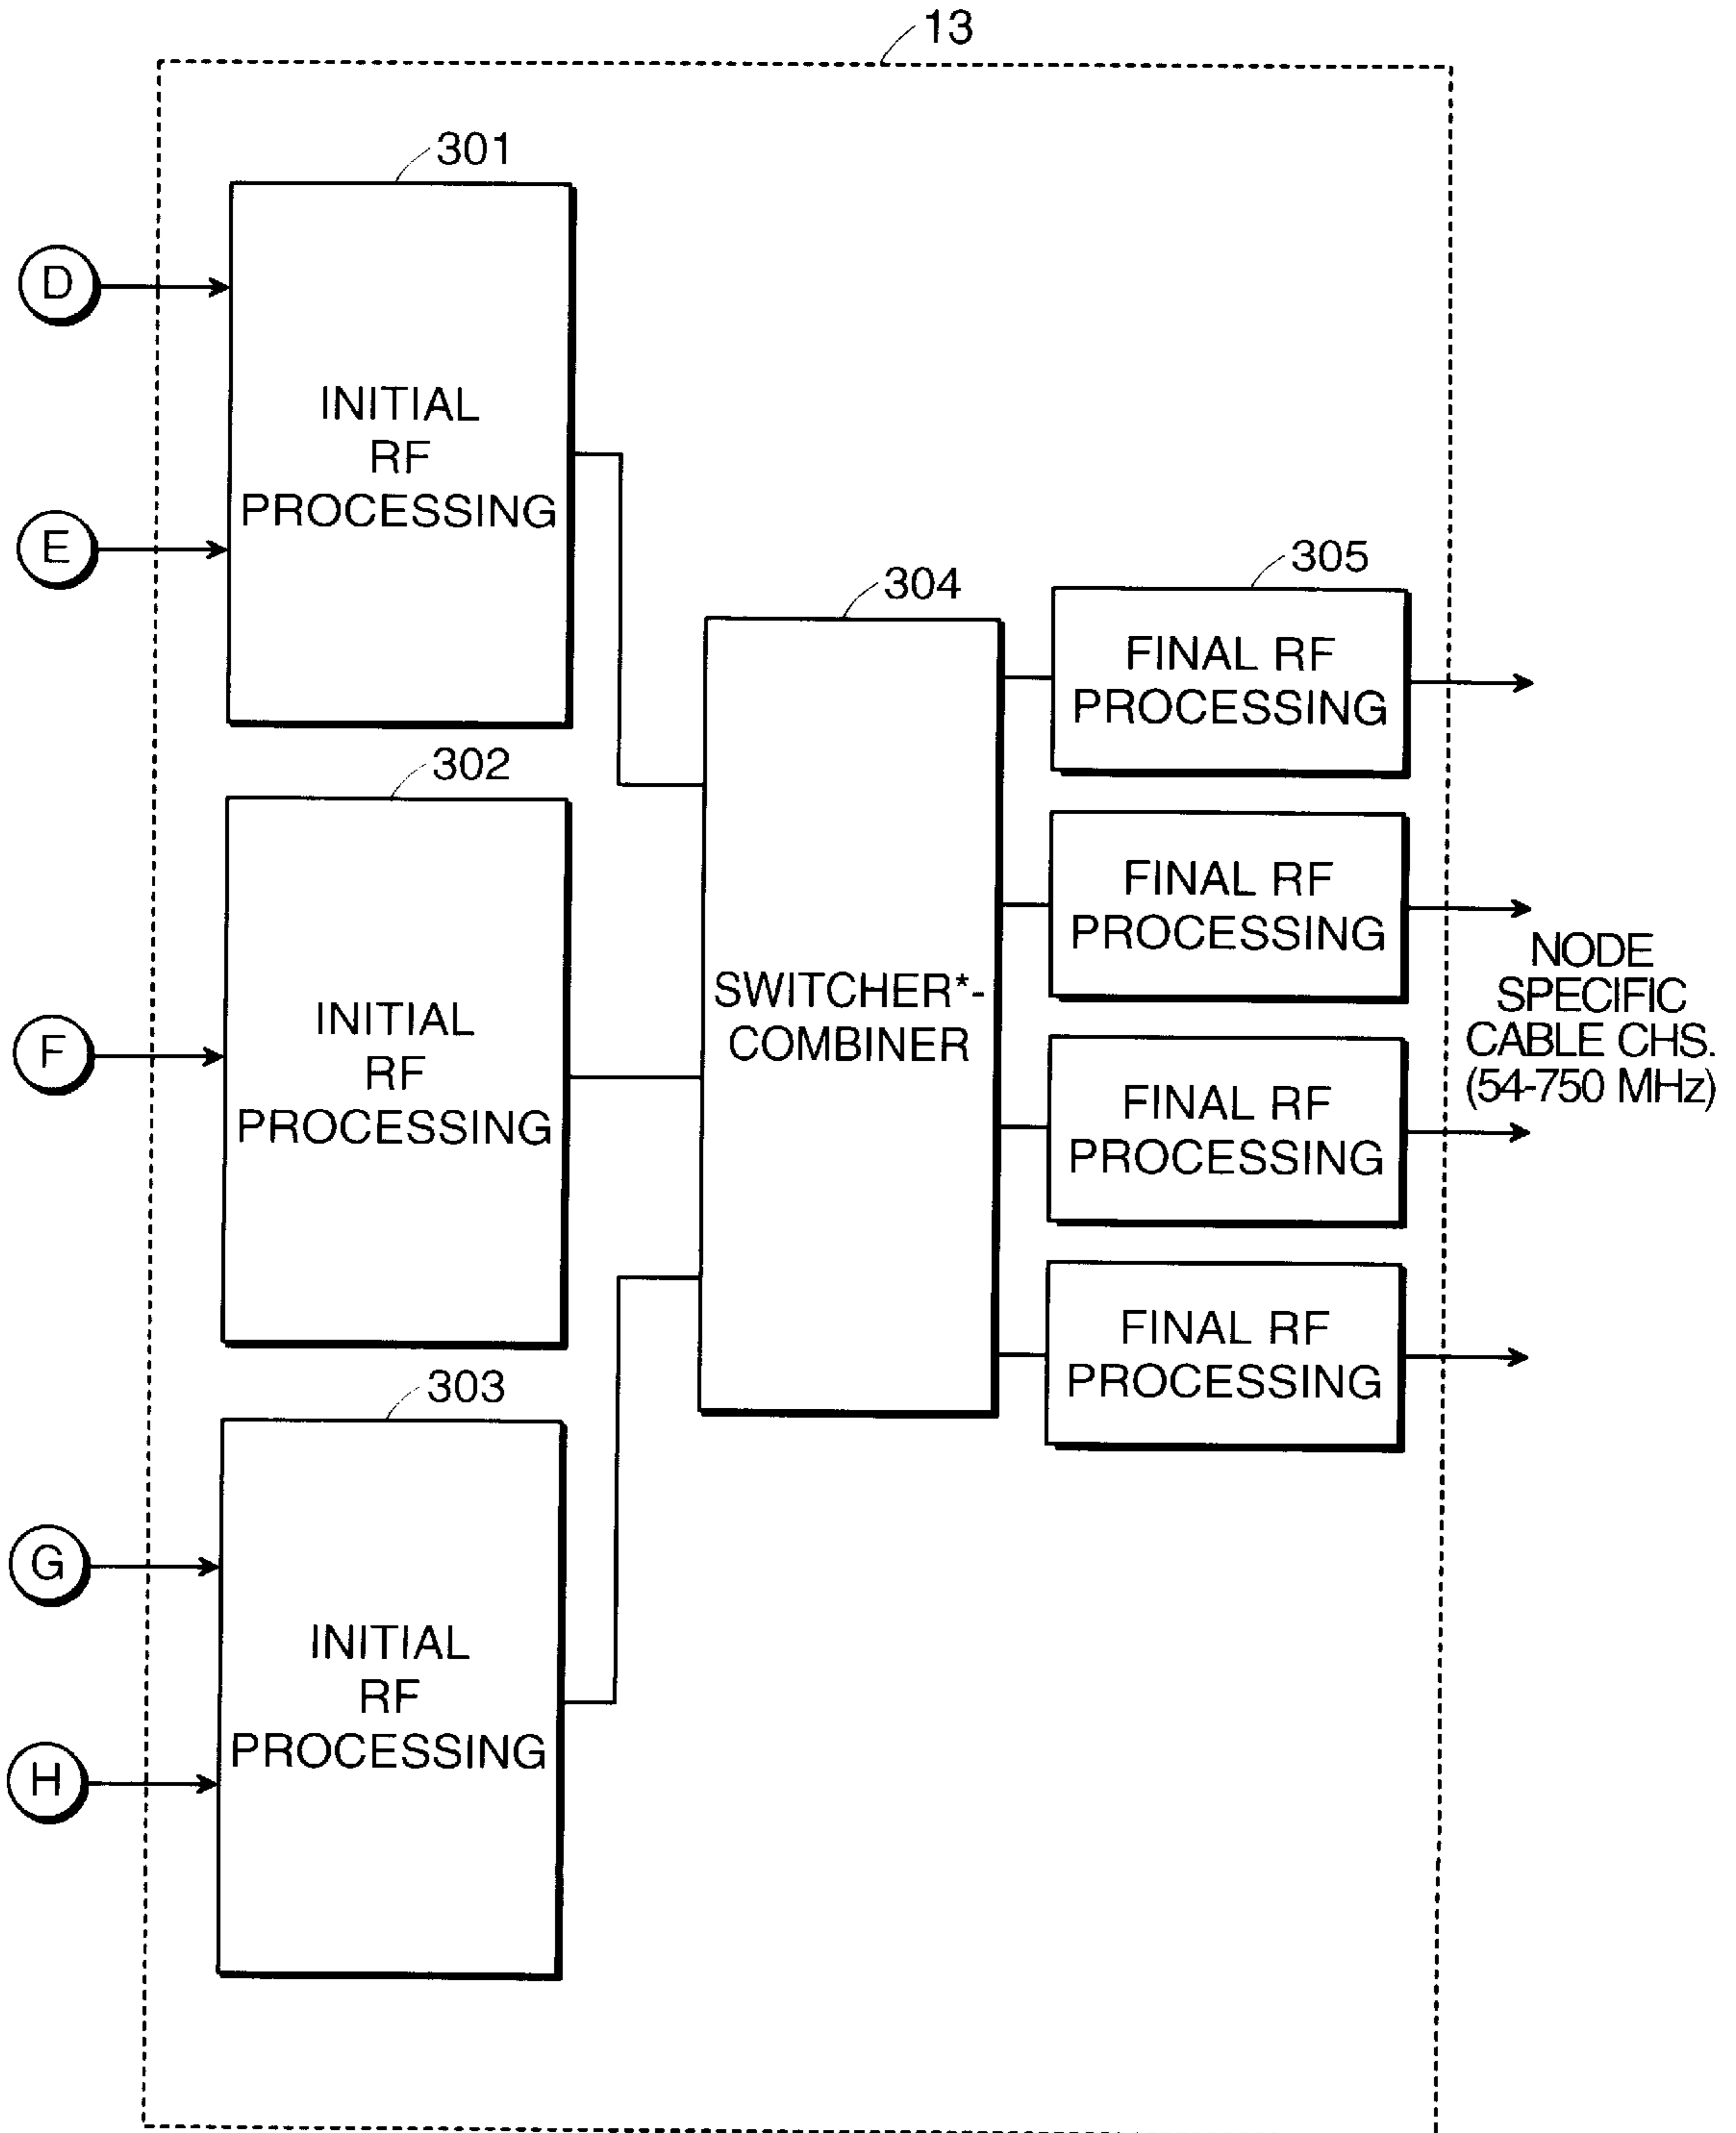 13
301
D
INITIAL
RF
PROCESSING
E
305
304
FINAL RF
PROCESSING
302
FINAL RF
PROCESSING
NODE
SPECIFIC
CABLE CHS.
(54-750 MHz)
SWITCHER*-
COMBINER
F
INITIAL
RF
PROCESSING
FINAL RF
PROCESSING
FINAL RF
PROCESSING
303
G
INITIAL
RF
PROCESSING
H